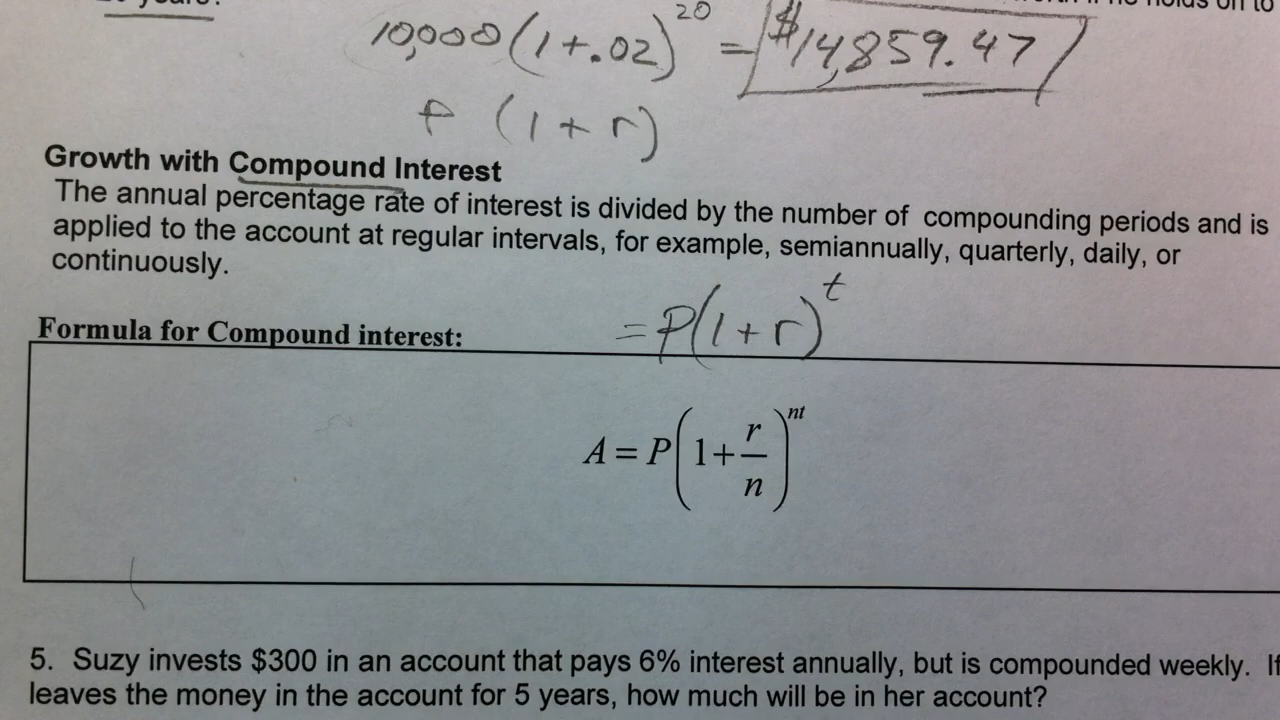 years.
holds on to
10,000(1+.02)^20 = $14,859.47
(1+r)
Growth with Compound Interest
The annual percentage rate of interest is divided by the number of compounding periods and is
applied to the account at regular intervals, for example, semiannually, quarterly, daily, or
continuously.
=P(1+r)^t
Formula for Compound interest:
A = P(1+r/n)^nt
5. Suzy invests $300 in an account that pays 6% interest annually, but is compounded weekly. If
leaves the money in the account for 5 years, how much will be in her account?